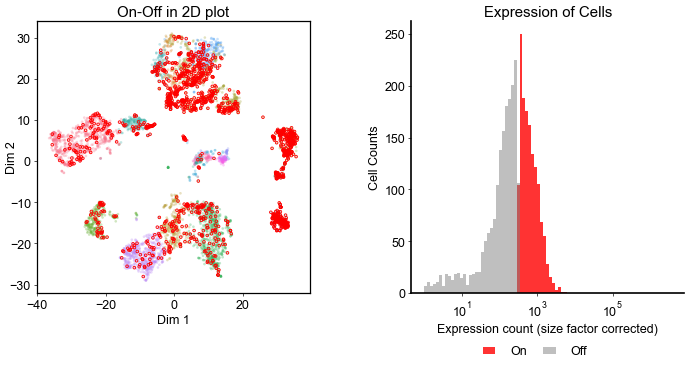 On-Off in 2D plot
Expression of Cells
Dim 2
30
20
10
0
−10
−20
−30
−40
−20
0
20
Dim 1
Cell Counts
250
200
150
100
50
0
10^1
10^3
10^5
Expression count (size factor corrected)
On
Off